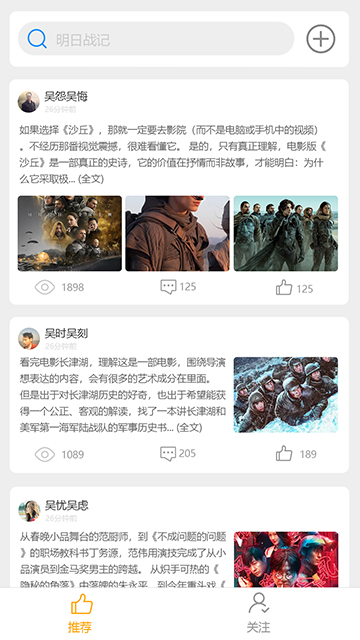 明日战记
吴怨吴悔
26分钟前
如果选择《沙丘》，那就一定要去影院（而不是电脑或手机中的视频）
。不经历那番视觉震撼，很难看懂它。 是的，只有真正理解，电影版《
沙丘》是一部真正的史诗，它的价值在抒情而非故事，才能明白：为什
么它采取极... (全文)
1898
125
125
吴时吴刻
26分钟前
看完电影长津湖，理解这是一部电影，围绕导演
想表达的内容，会有很多的艺术成分在里面。
但是出于对长津湖历史的好奇，也出于希望能获
得一个公正、客观的解读，找了一本讲长津湖和
美军第一海军陆战队的军事历史书... (全文)
1089
205
189
吴忧吴虑
26分钟前
从春晚小品舞台的范厨师，到《不成问题的问题
》的职场教科书丁务源，范伟用演技完成了从小
品演员到金马奖男主的跨越。 从炽手可热的《
隐秘的角落》中落魄的朱永平，到今年重头戏《
推荐
关注